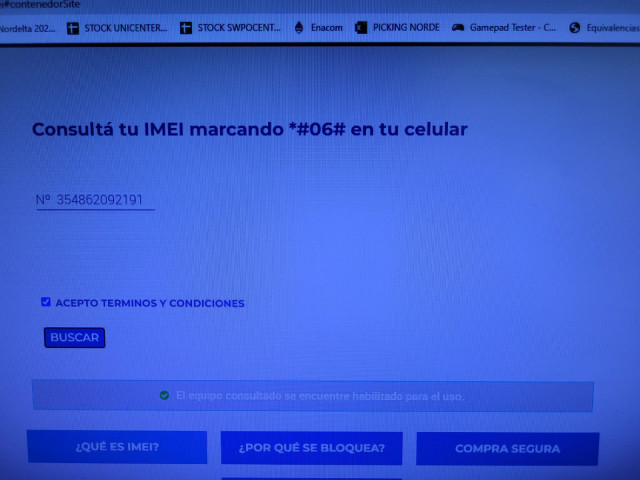 #contenedorSite
Nordelta 202... STOCK UNICENTER... STOCK SWPOCENT... Enacom PICKING NORDE Gamepad Tester - C... Equivalencias
Consultá tu IMEI marcando *#06# en tu celular
Nº 354862092191
ACEPTO TERMINOS Y CONDICIONES
BUSCAR
El equipo consultado se encuentre habilitado para el uso.
¿QUÉ ES IMEI? ¿POR QUÉ SE BLOQUEA? COMPRA SEGURA